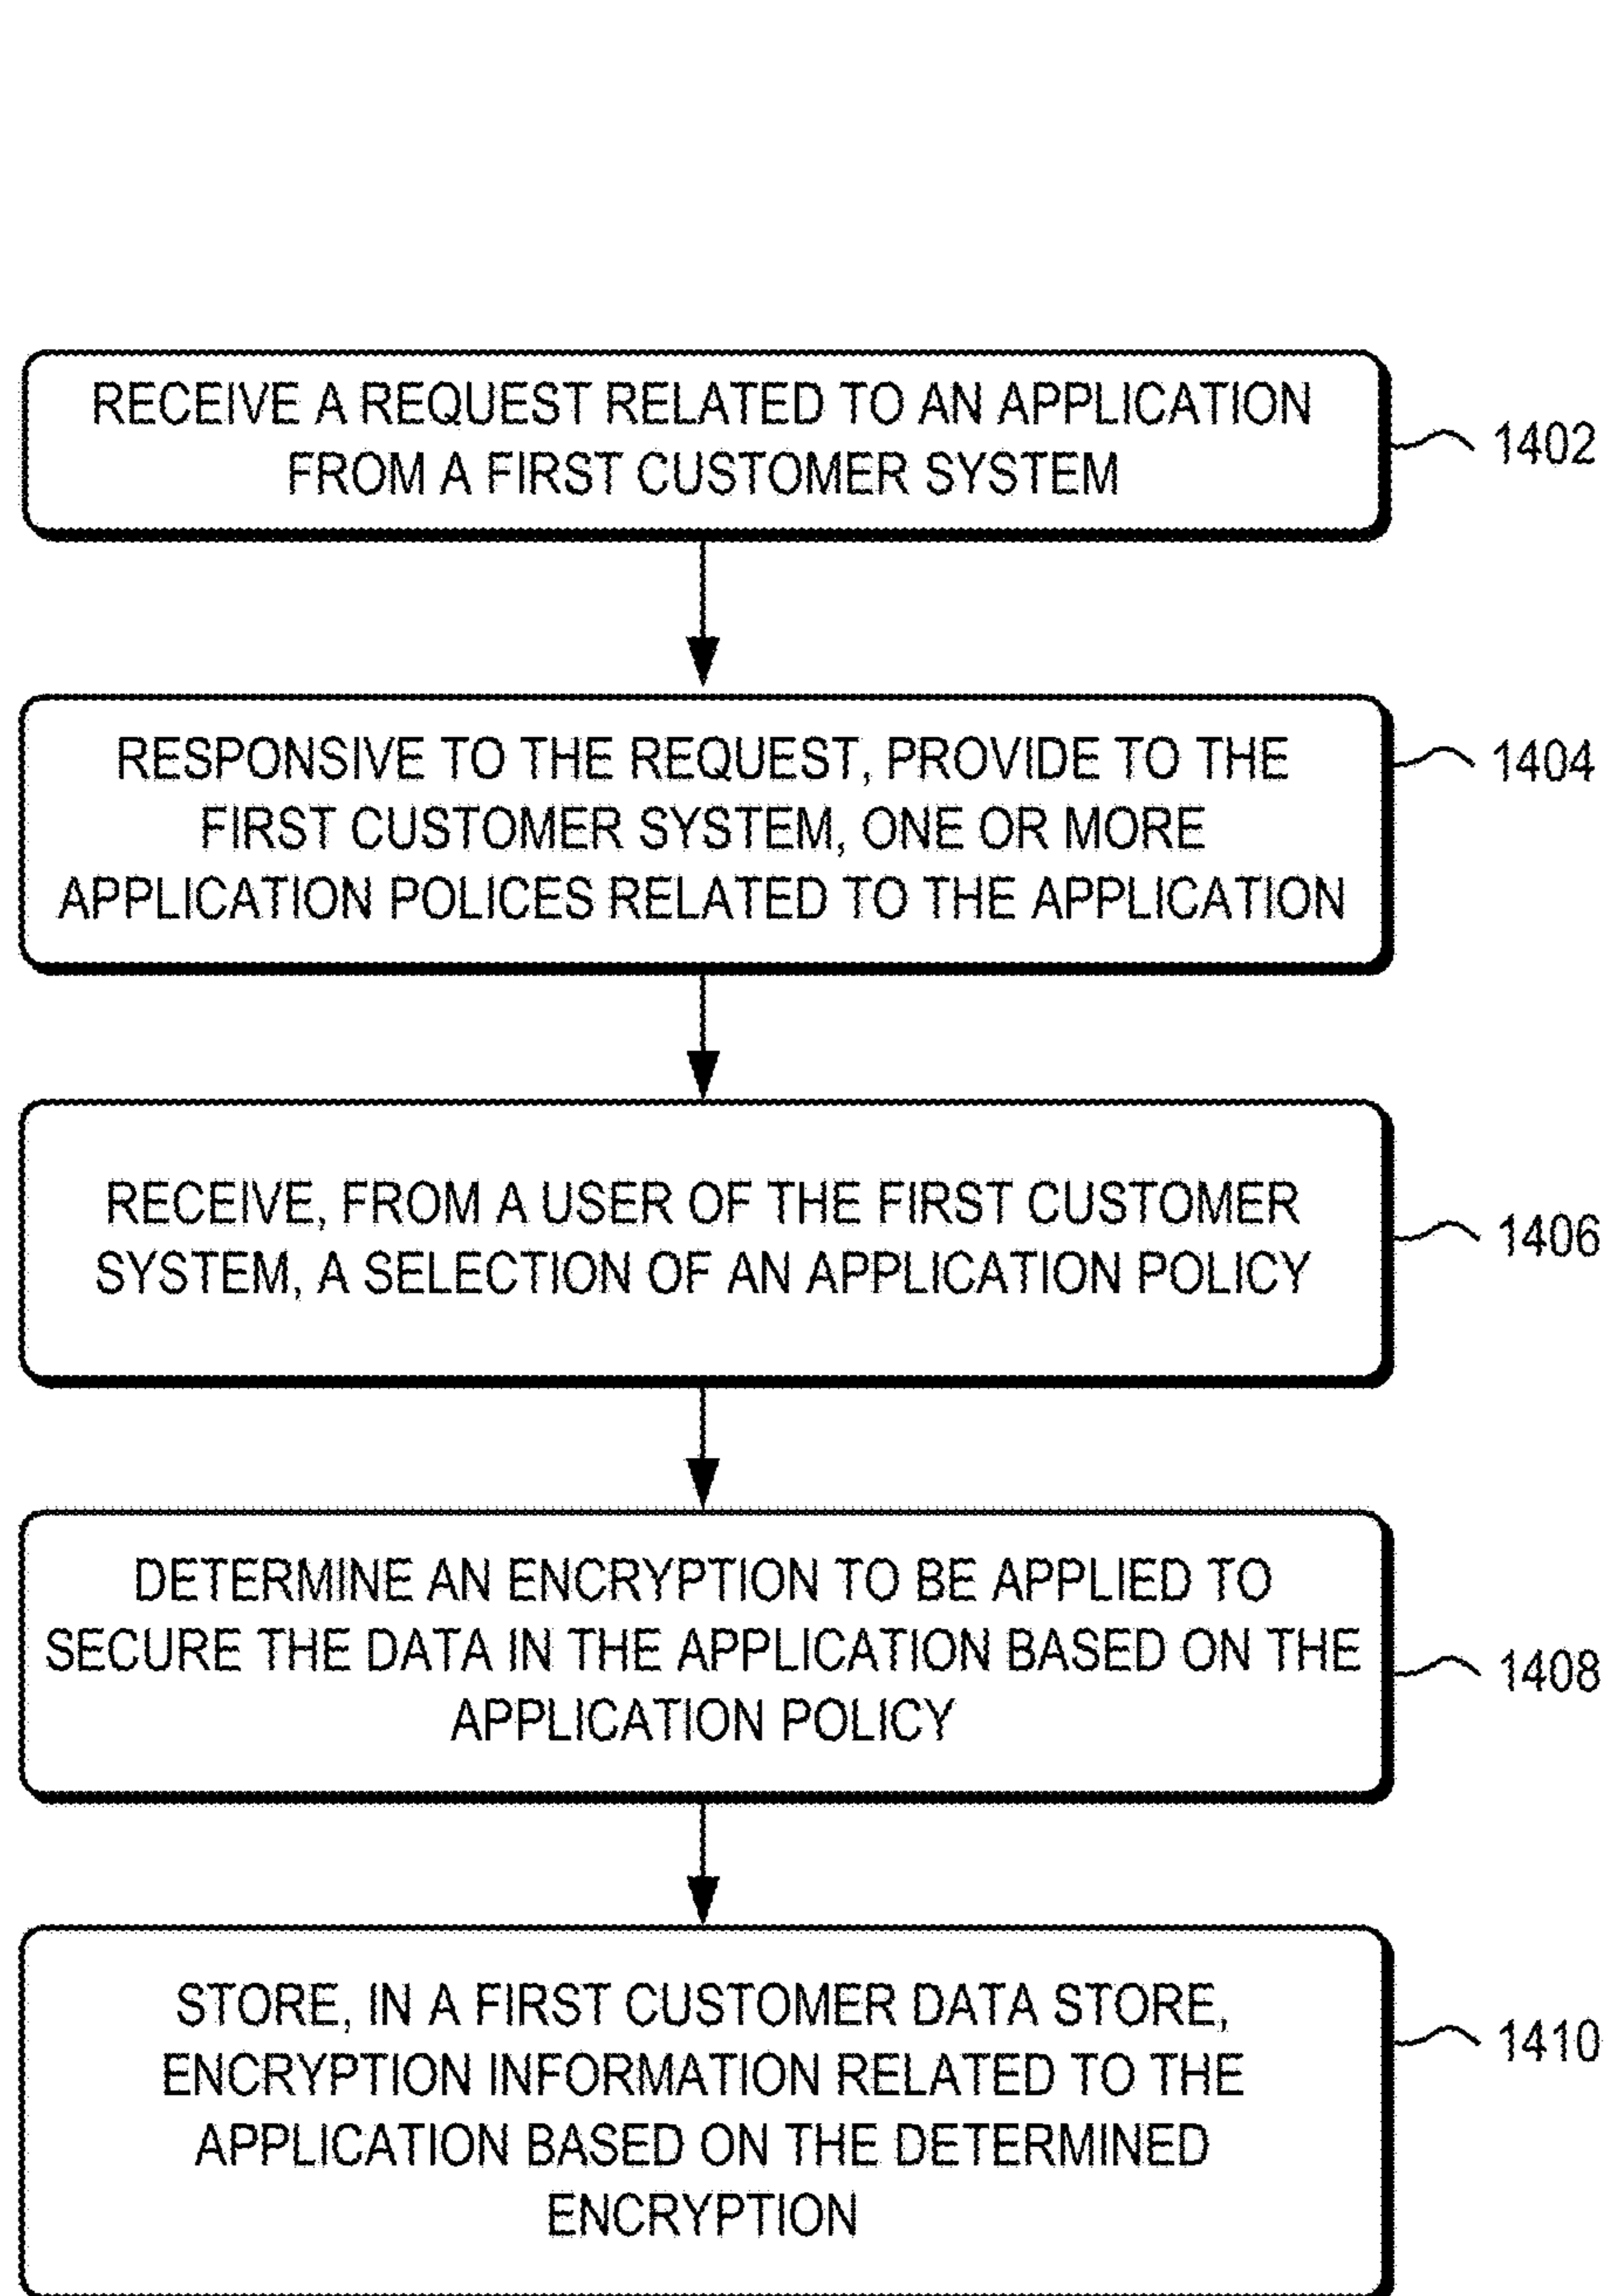 RECEIVE A REQUEST RELATED TO AN APPLICATION
FROM A FIRST CUSTOMER SYSTEM
1402
RESPONSIVE TO THE REQUEST, PROVIDE TO THE
FIRST CUSTOMER SYSTEM, ONE OR MORE
APPLICATION POLICES RELATED TO THE APPLICATION
1404
RECEIVE, FROM A USER OF THE FIRST CUSTOMER
SYSTEM, A SELECTION OF AN APPLICATION POLICY
1406
DETERMINE AN ENCRYPTION TO BE APPLIED TO
SECURE THE DATA IN THE APPLICATION BASED ON THE
APPLICATION POLICY
1408
STORE, IN A FIRST CUSTOMER DATA STORE,
ENCRYPTION INFORMATION RELATED TO THE
APPLICATION BASED ON THE DETERMINED
ENCRYPTION
1410